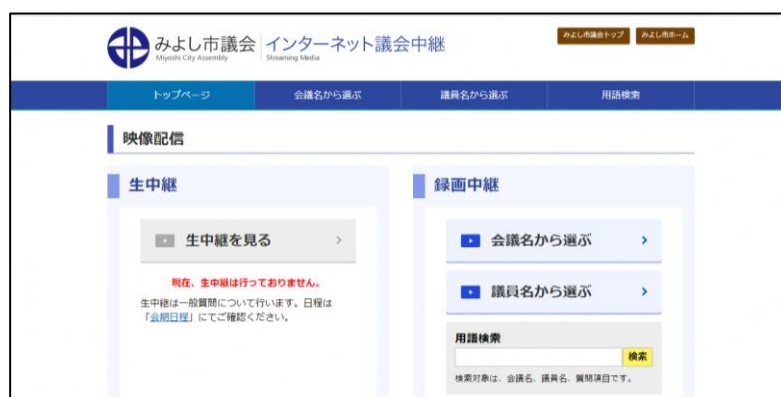 みよし市議会 インターネット議会中継
Miyoshi City Assembly Streaming Media
みよし市議会トップ みよし市ホーム
トップページ 会議名から選ぶ 議員名から選ぶ 用語検索
映像配信
生中継
生中継を見る
現在、生中継は行っておりません。
生中継は一般質問について行います。日程は
「会期日程」にてご確認ください。
録画中継
会議名から選ぶ
議員名から選ぶ
用語検索
検索
検索対象は、会議名、議員名、質問項目です。